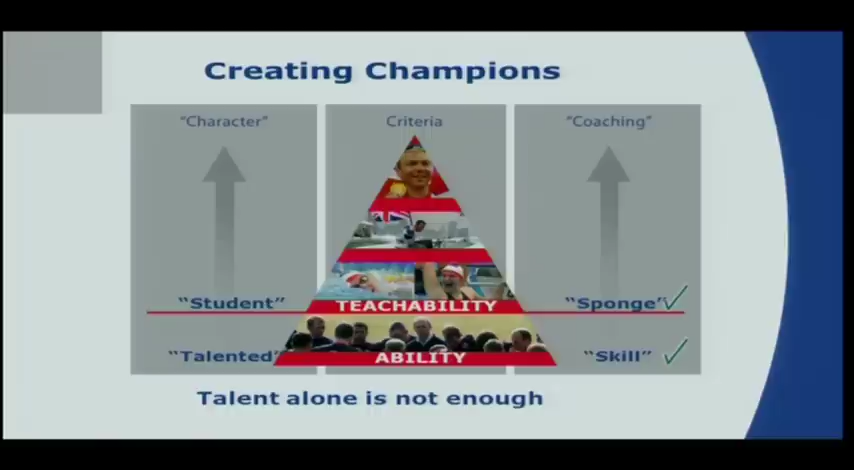 Creating Champions
"Character" Criteria "Coaching"
"Student" TEACHABILITY "Sponge"
"Talented" ABILITY "Skill"
Talent alone is not enough